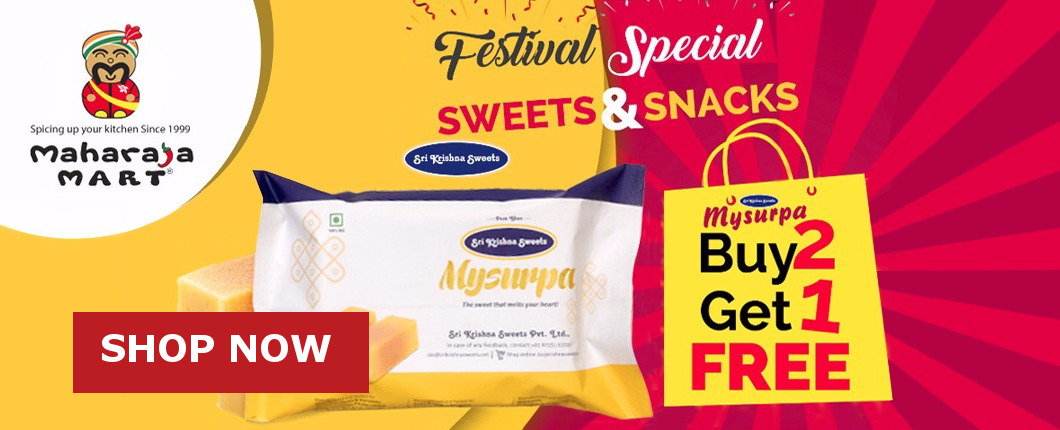 Spicing up your kitchen Since 1999
Maharaja
MART®
Festival Special
SWEETS & SNACKS
Sri Krishna Sweets
Sri Krishna Sweets
Mysurpa
The sweet that melts your heart!
Sri Krishna Sweets Pvt. Ltd.,
SHOP NOW
Sri Krishna Sweets
Mysurpa
Buy 2
Get 1
FREE